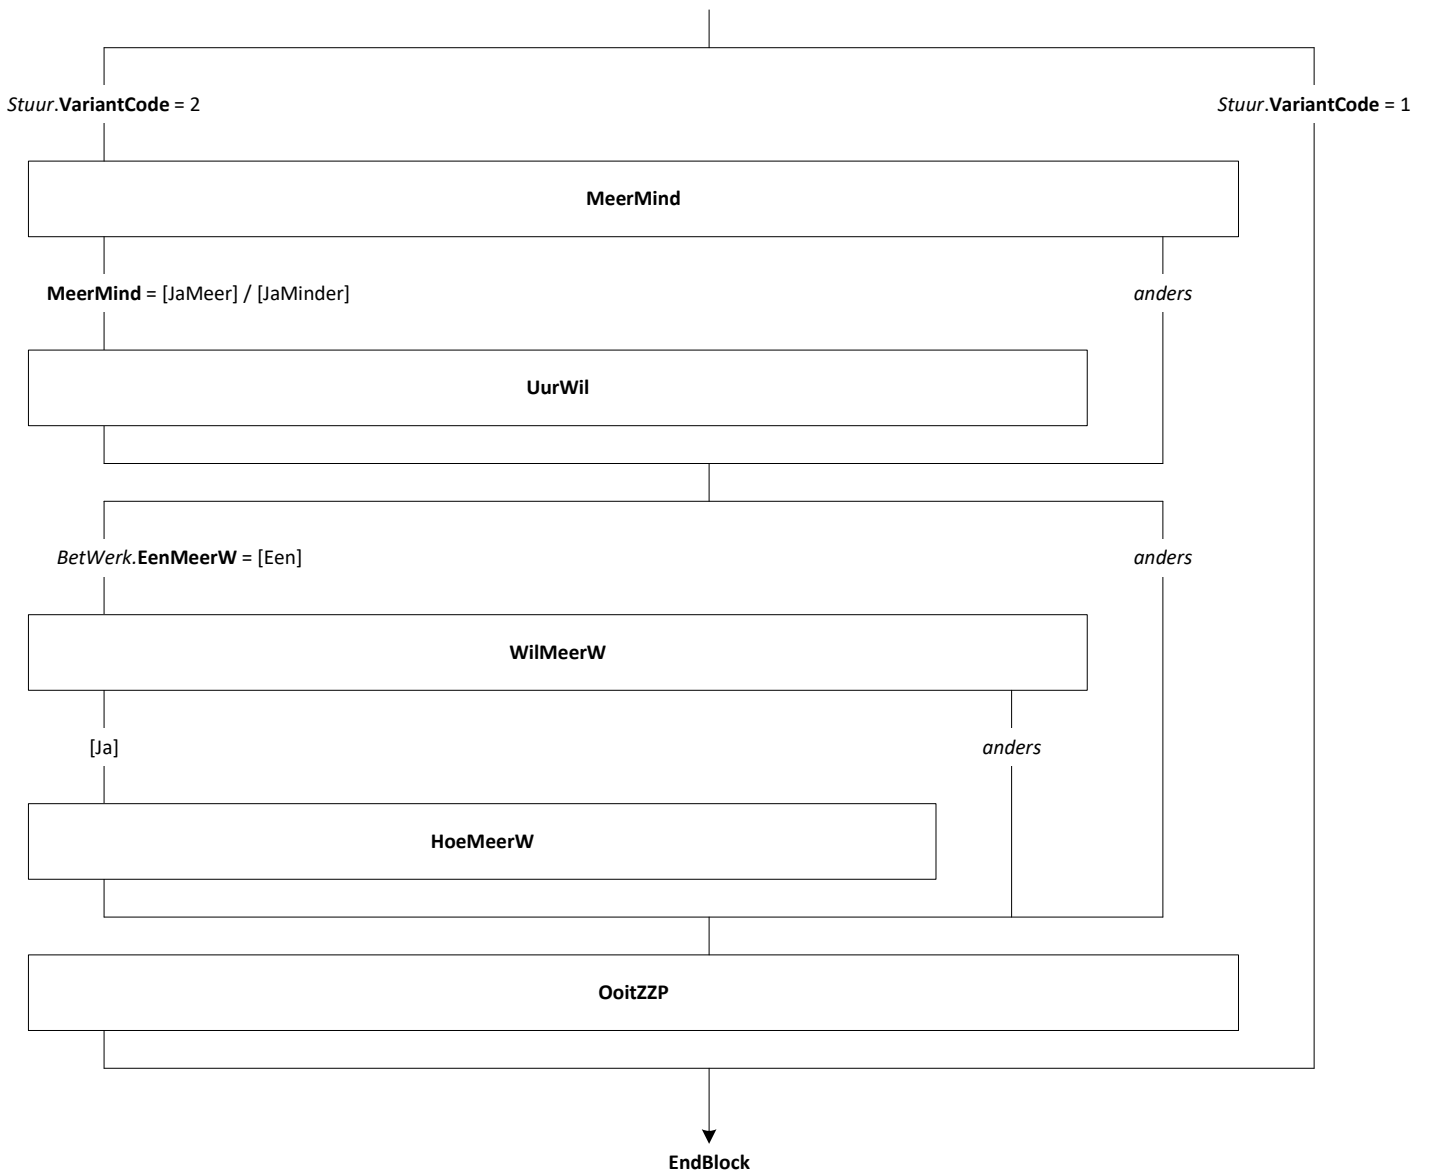 Stuur.VariantCode = 2
Stuur.VariantCode = 1
MeerMind
MeerMind = [JaMeer] / [JaMinder]
anders
UurWil
BetWerk.EenMeerW = [Een]
anders
WilMeerW
[Ja]
anders
HoeMeerW
OoitZZP
EndBlock